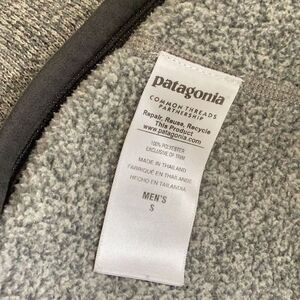 patagonia
COMMON THREADS
PARTNERSHIP
Repair, Reuse, Recycle
This Product
www.patagonia.com
100% POLYESTER
EXCLUSIVE OF TRIM
MADE IN THAILAND
FABRIQUÉ EN THAILANDE
HECHO EN TAILANDIA
MEN'S
S